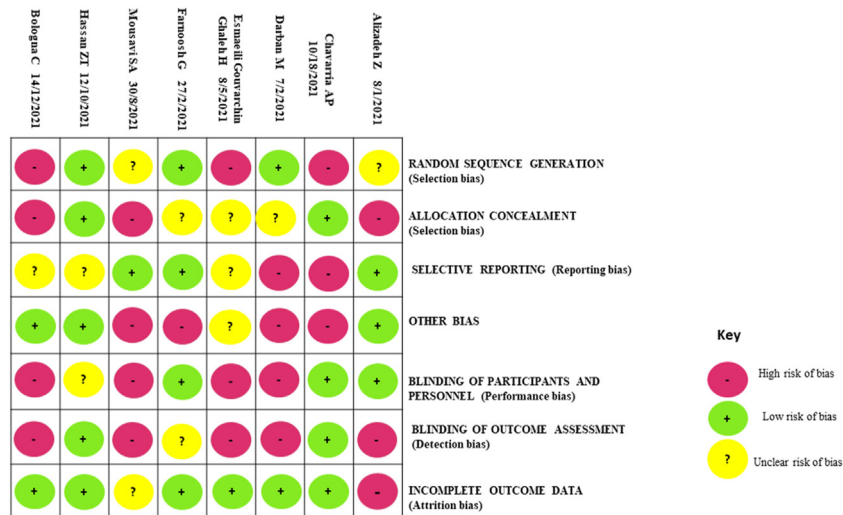 Bologna C 14/12/2021
Hassan ZT 12/10/2021
Mousavi SA 30/8/2021
Farnoosh G 27/2/2021
Esmaeili Gouvarchin
Ghaleh H 8/5/2021
Darban M 7/2/2021
Chavarria AP
10/18/2021
Alizadeh Z 8/1/2021
- + ? + - + - ?
RANDOM SEQUENCE GENERATION
(Selection bias)
- + - ? ? ? + -
ALLOCATION CONCEALMENT
(Selection bias)
? ? + + ? - - +
SELECTIVE REPORTING (Reporting bias)
+ + - - ? - - +
OTHER BIAS
- ? - + - - + +
BLINDING OF PARTICIPANTS AND
PERSONNEL (Performance bias)
- + - ? - - + -
BLINDING OF OUTCOME ASSESSMENT
(Detection bias)
+ + ? + + + + -
INCOMPLETE OUTCOME DATA
(Attrition bias)
Key
- High risk of bias
+ Low risk of bias
? Unclear risk of bias